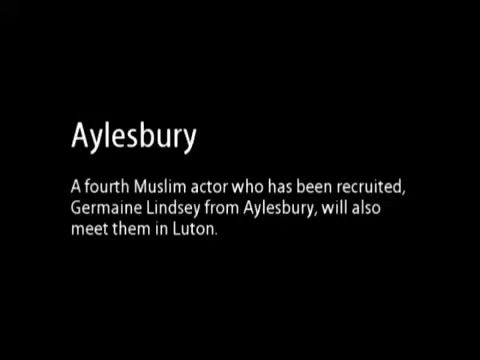 Aylesbury
A fourth Muslim actor who has been recruited,
Germaine Lindsey from Aylesbury, will also
meet them in Luton.